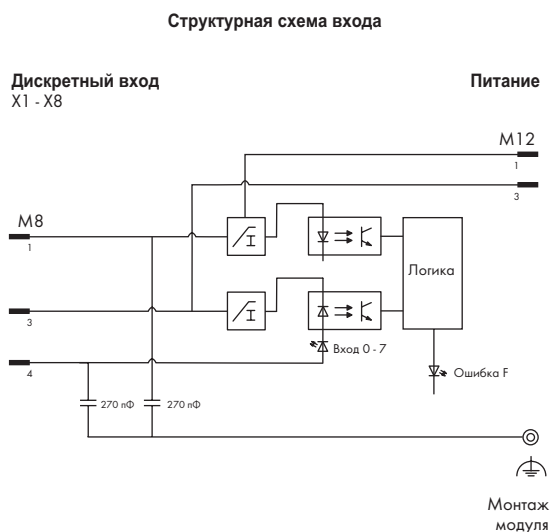 Структурная схема входа
Дискретный вход
X1 - X8
Питание
M12
1
3
M8
1
Логика
3
Вход 0 - 7
4
Ошибка F
270 пФ
270 пФ
Монтаж
модуля